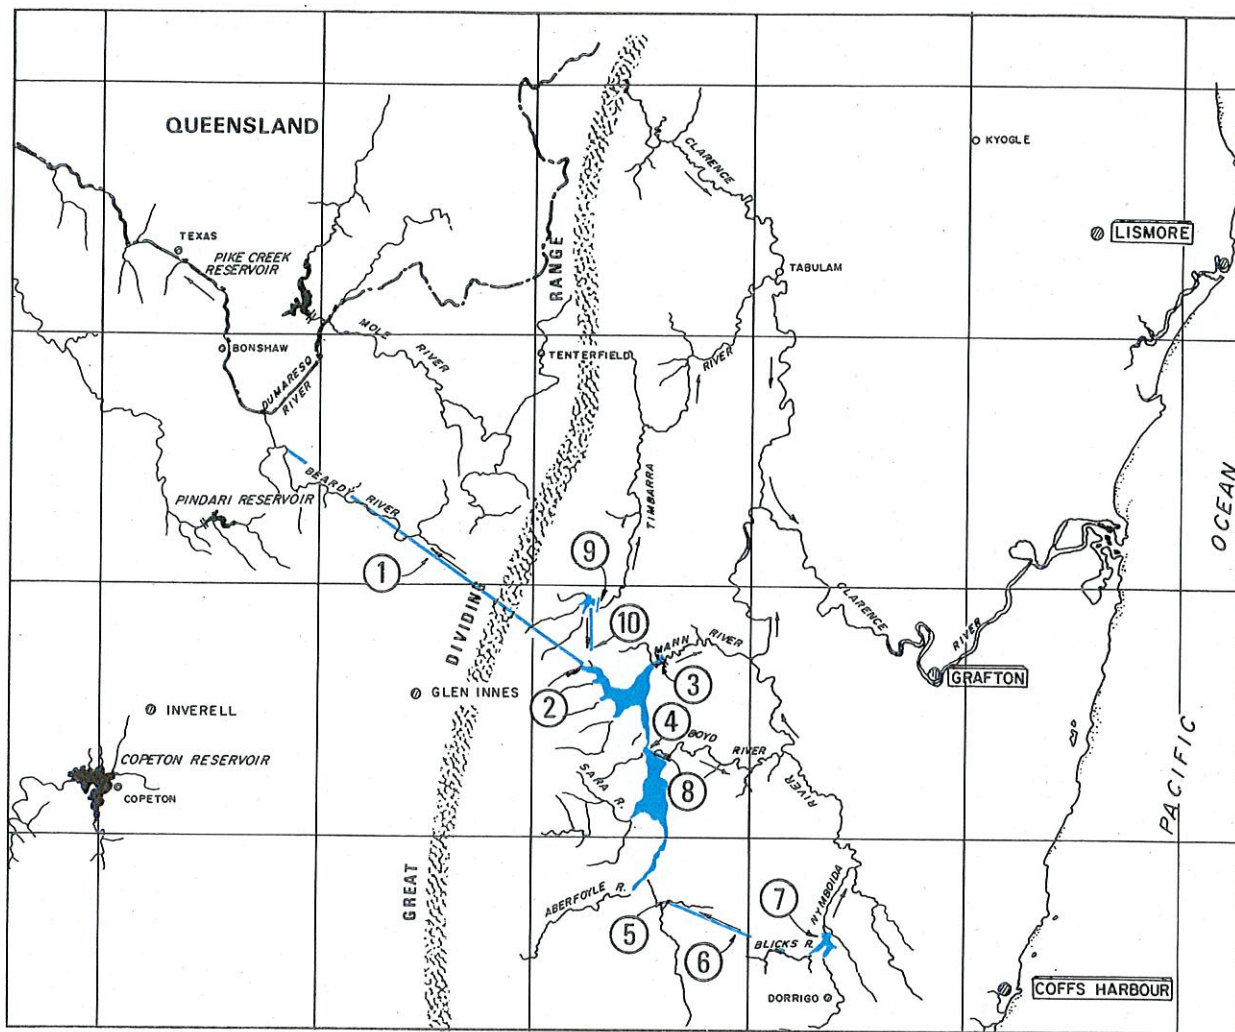 QUEENSLAND
CLARENCE
KYOGLE
TEXAS
PIKE CREEK
RESERVOIR
RANGE
LISMORE
TABULAM
MOLE
RIVER
BONSHAW
TENTERFIELD
RIVER
DUMARESQ
RIVER
BEARDY RIVER
PINDARI RESERVOIR
TIMBARRA
OCEAN
1
9
DIVIDING
10
CLARENCE
RIVER
MANN RIVER
GLEN INNES
2
3
GRAFTON
INVERELL
4
BOYD
RIVER
COPETON RESERVOIR
COPETON
SARA R.
8
RIVER
PACIFIC
GREAT
ABERFOYLE R.
5
6
7
NYMBOIDA
BLICKS R.
DORRIGO
COFFS HARBOUR